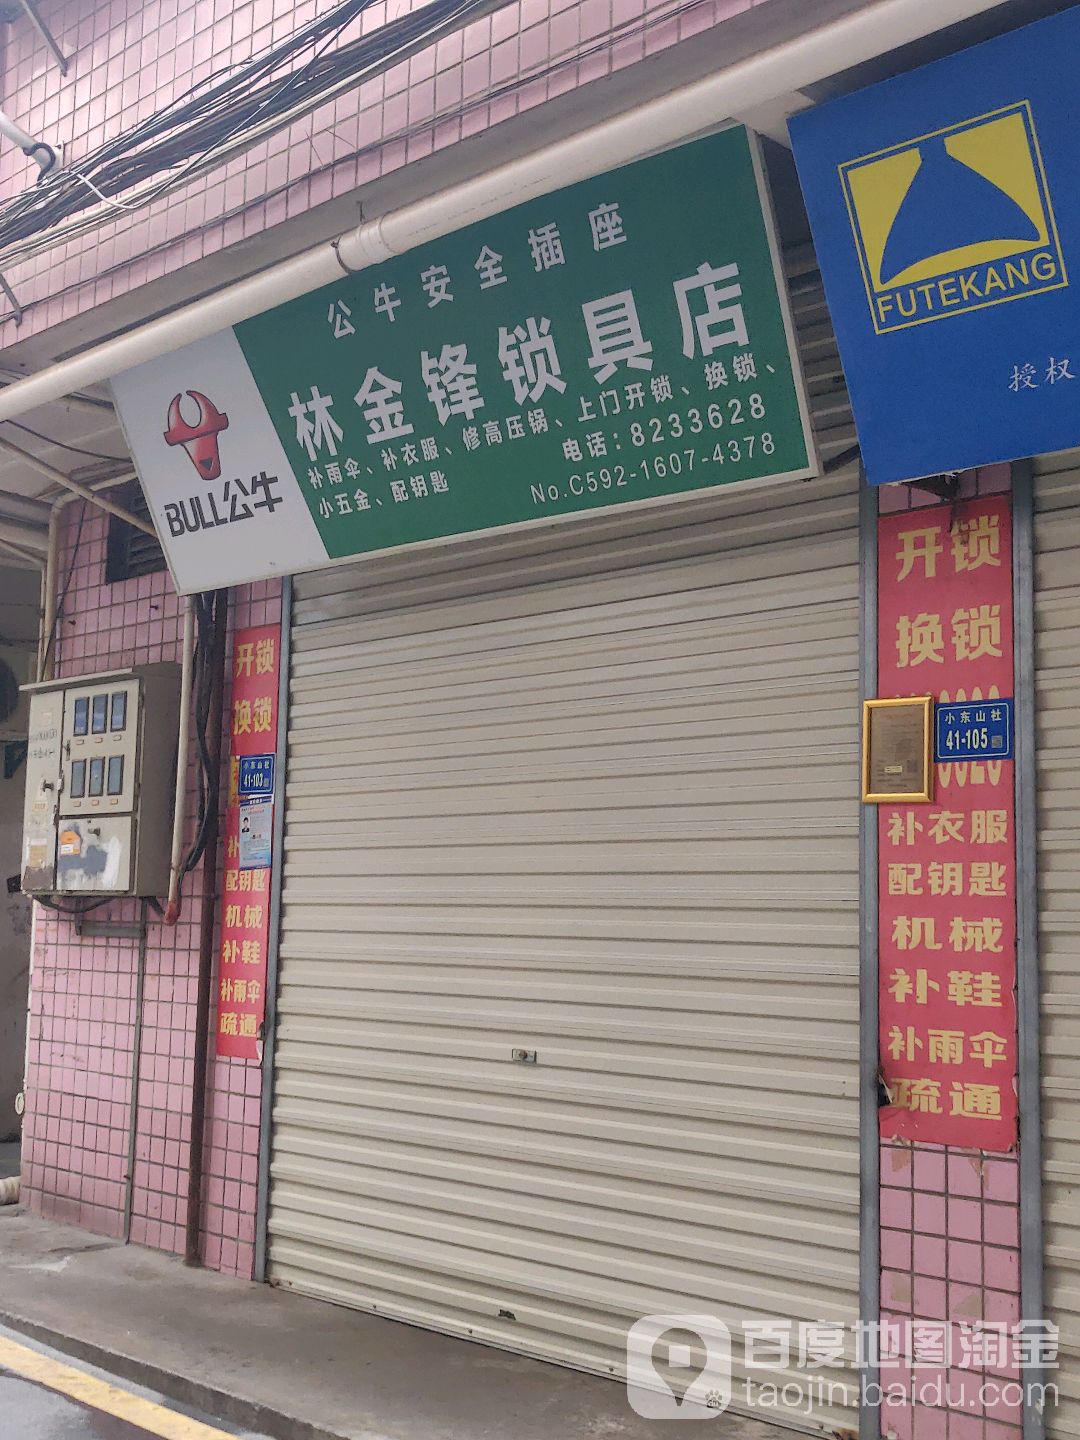 公牛安全插座
林金锋锁具店
补雨伞、补衣服、修高压锅、上门开锁、换锁、
小五金、配钥匙
电话:8233628
No.C592-1607-4378
BULL公牛
FUTEKANG
授权
开锁
换锁
小东山社
41-103
配钥匙
机械
补鞋
补雨伞
疏通
开锁
换锁
小东山社
41-105
补衣服
配钥匙
机械
补鞋
补雨伞
疏通
百度地图淘金
taojin.baidu.com